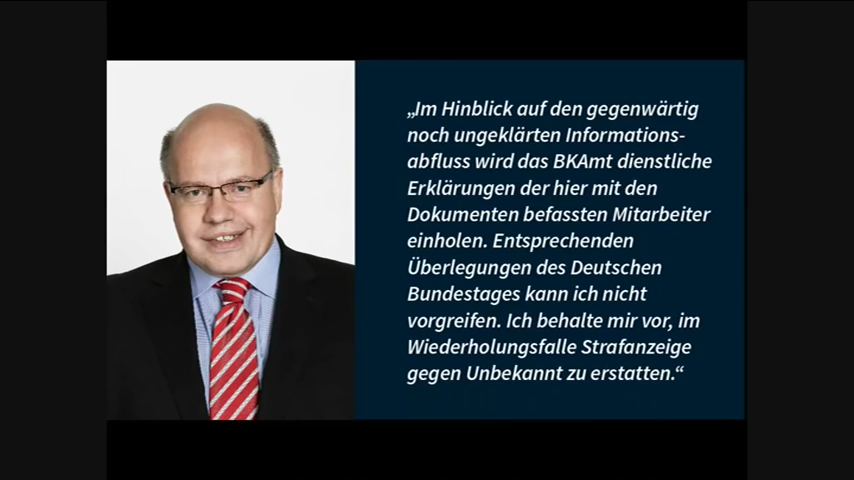 „Im Hinblick auf den gegenwärtig
noch ungeklärten Informations-
abfluss wird das BKAmt dienstliche
Erklärungen der hier mit den
Dokumenten befassten Mitarbeiter
einholen. Entsprechenden
Überlegungen des Deutschen
Bundestages kann ich nicht
vorgreifen. Ich behalte mir vor, im
Wiederholungsfalle Strafanzeige
gegen Unbekannt zu erstatten.“